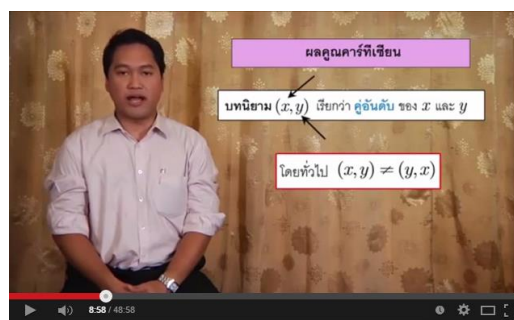 ผลคูณคาร์ทีเซียน
บทนิยาม (x, y) เรียกว่า คู่อันดับ ของ x และ y
โดยทั่วไป (x, y) ≠ (y, x)
8:58 / 48:58